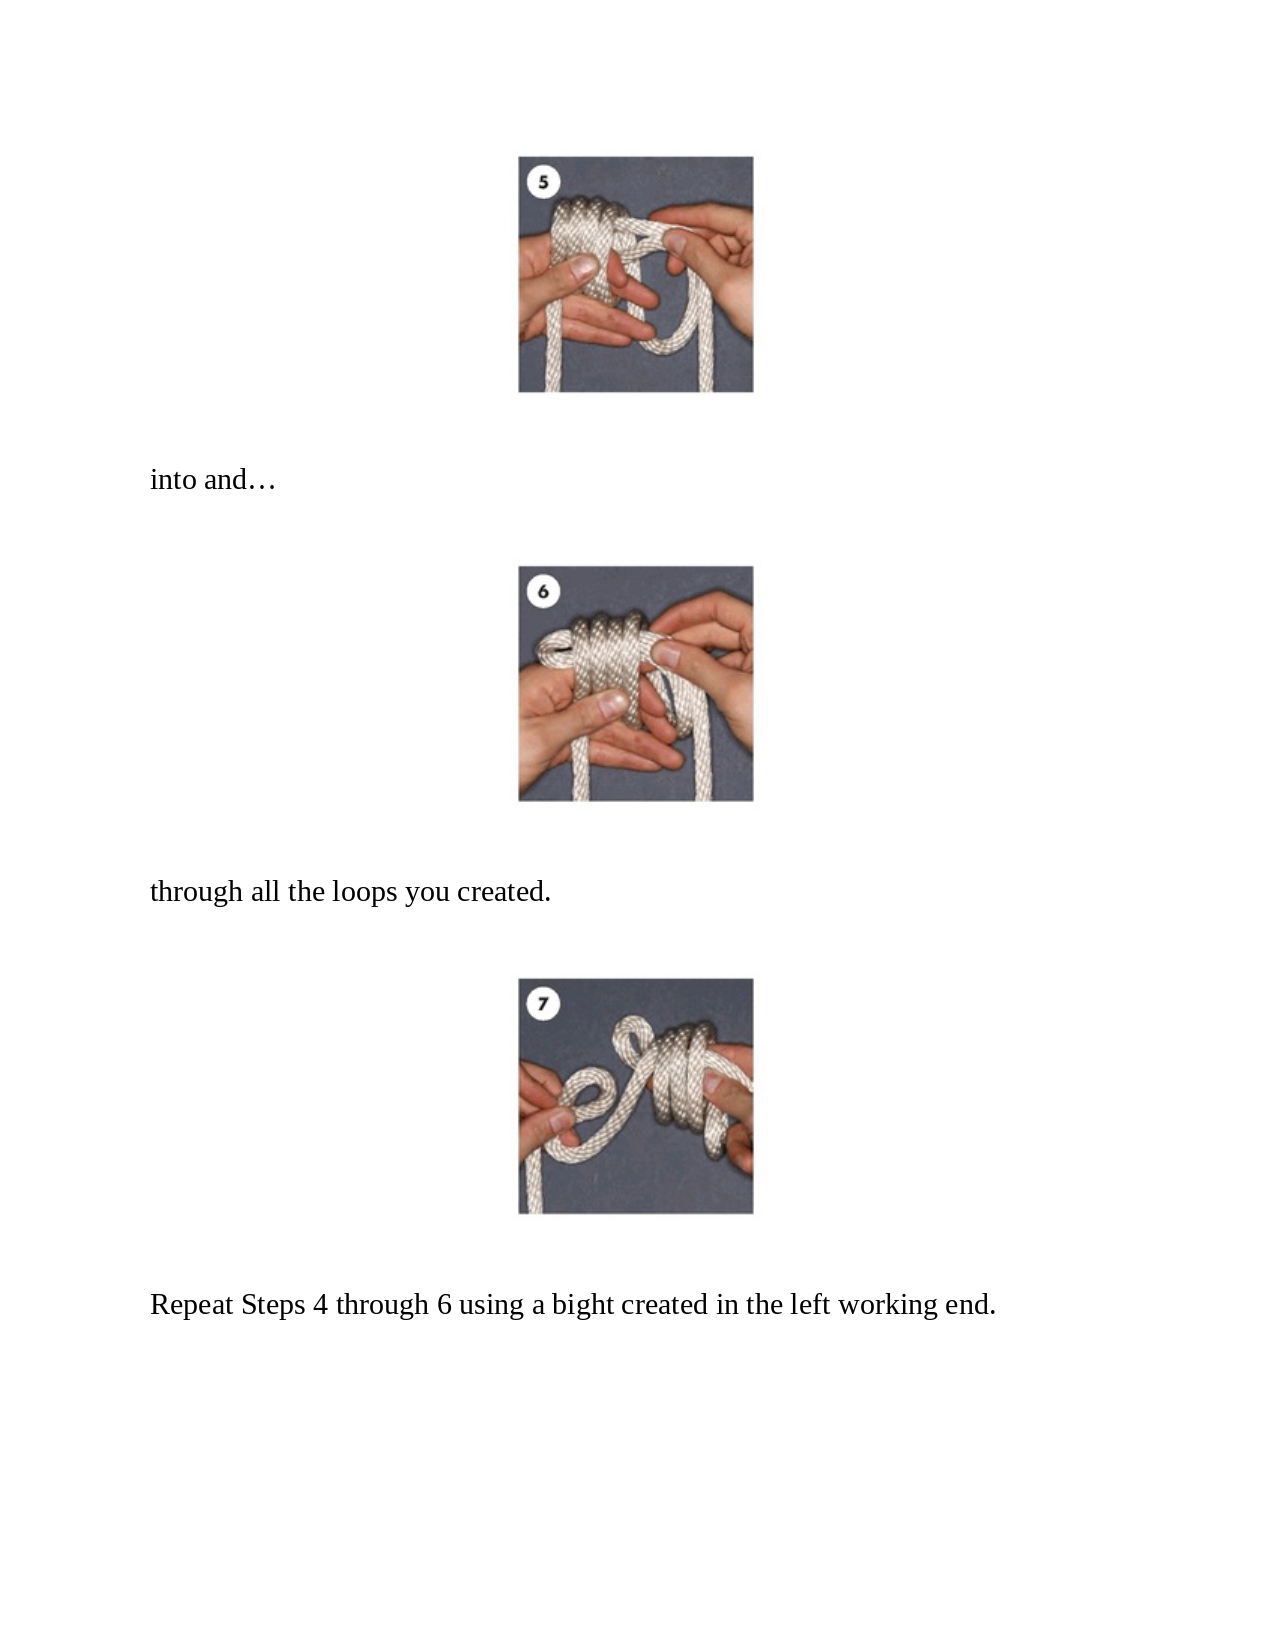 5
into and…
6
through all the loops you created.
7
Repeat Steps 4 through 6 using a bight created in the left working end.